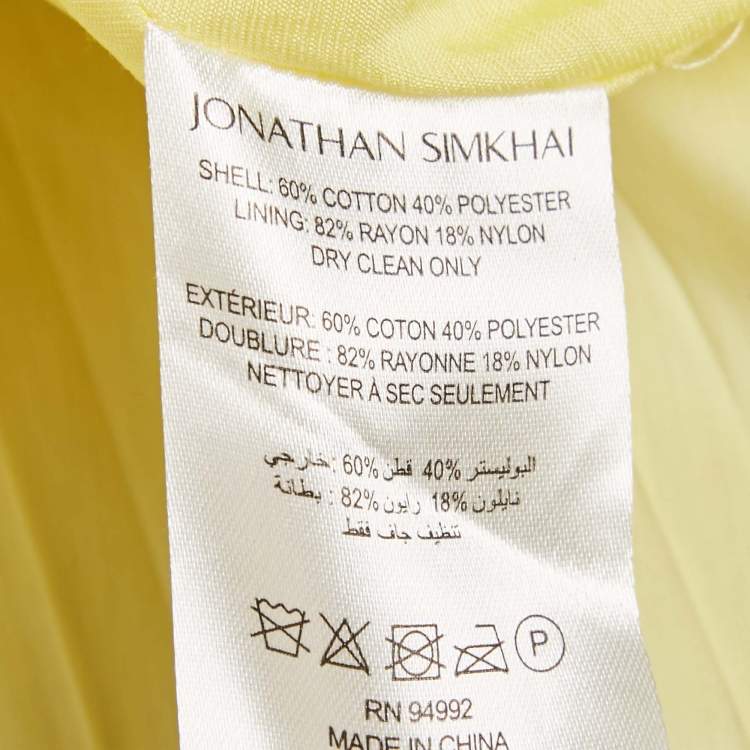 JONATHAN SIMKHAI
SHELL: 60% COTTON 40% POLYESTER
LINING: 82% RAYON 18% NYLON
DRY CLEAN ONLY
EXTÉRIEUR: 60% COTON 40% POLYESTER
DOUBLURE : 82% RAYONNE 18% NYLON
NETTOYER À SEC SEULEMENT
خارجي: 60% قطن 40% البوليستر
بطانة : 82% رايون 18% نايلون
تنظيف جاف فقط
P
RN 94992
MADE IN CHINA